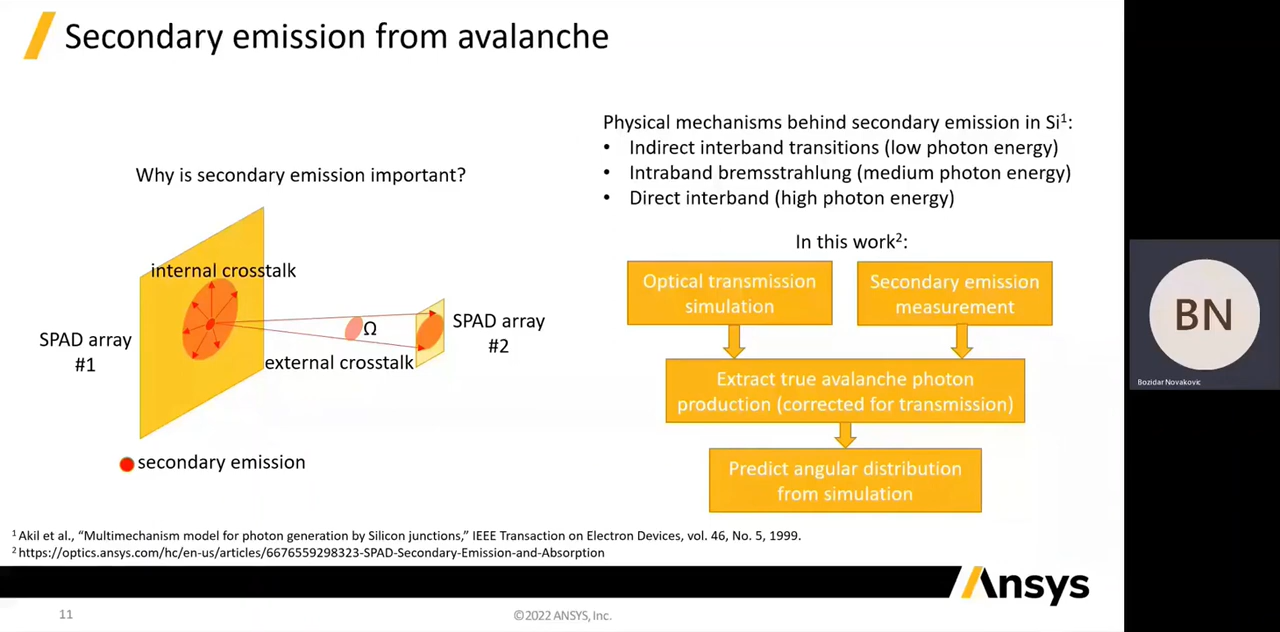 Secondary emission from avalanche
Why is secondary emission important?
internal crosstalk
SPAD array
#1
Ω
external crosstalk
SPAD array
#2
secondary emission
Physical mechanisms behind secondary emission in Si¹:
• Indirect interband transitions (low photon energy)
• Intraband bremsstrahlung (medium photon energy)
• Direct interband (high photon energy)
In this work²:
Optical transmission
simulation
Secondary emission
measurement
Extract true avalanche photon
production (corrected for transmission)
Predict angular distribution
from simulation
¹ Akil et al., “Multimechanism model for photon generation by Silicon junctions,” IEEE Transaction on Electron Devices, vol. 46, No. 5, 1999.
² https://optics.ansys.com/hc/en-us/articles/6676559298323-SPAD-Secondary-Emission-and-Absorption
Ansys
11
©2022 ANSYS, Inc.
BN
Bozidar Novakovic